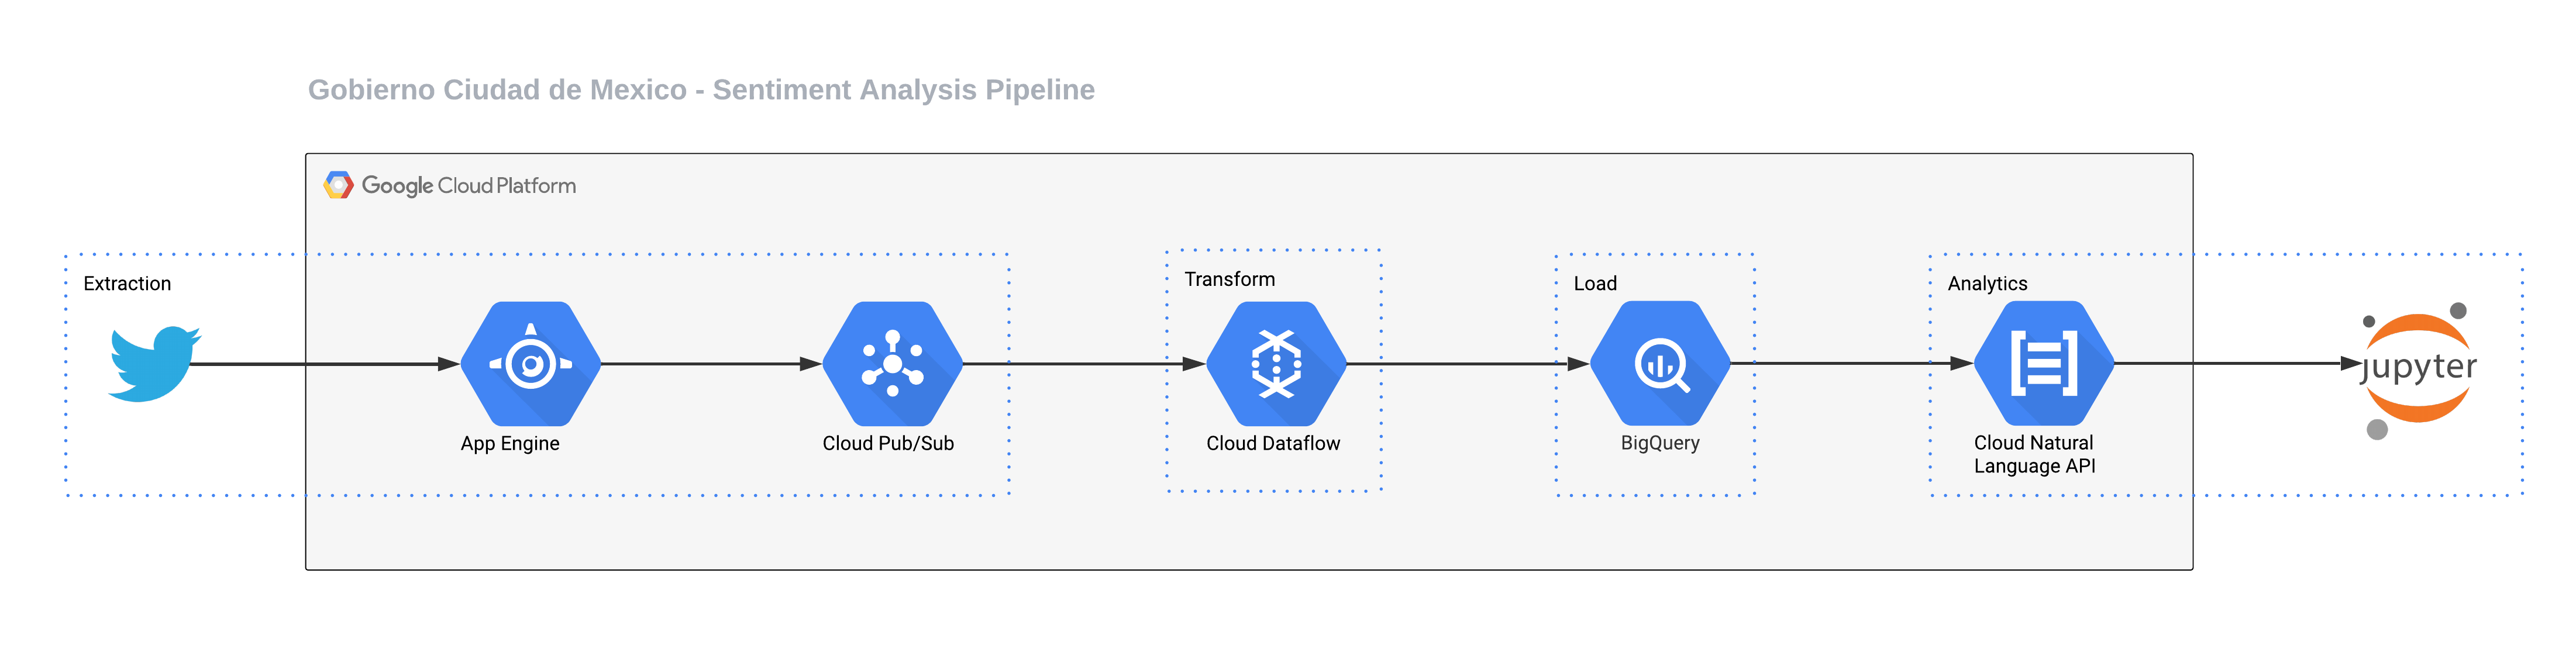 Gobierno Ciudad de Mexico - Sentiment Analysis Pipeline
Google Cloud Platform
Extraction
Transform
Load
Analytics
jupyter
App Engine
Cloud Pub/Sub
Cloud Dataflow
BigQuery
Cloud Natural
Language API